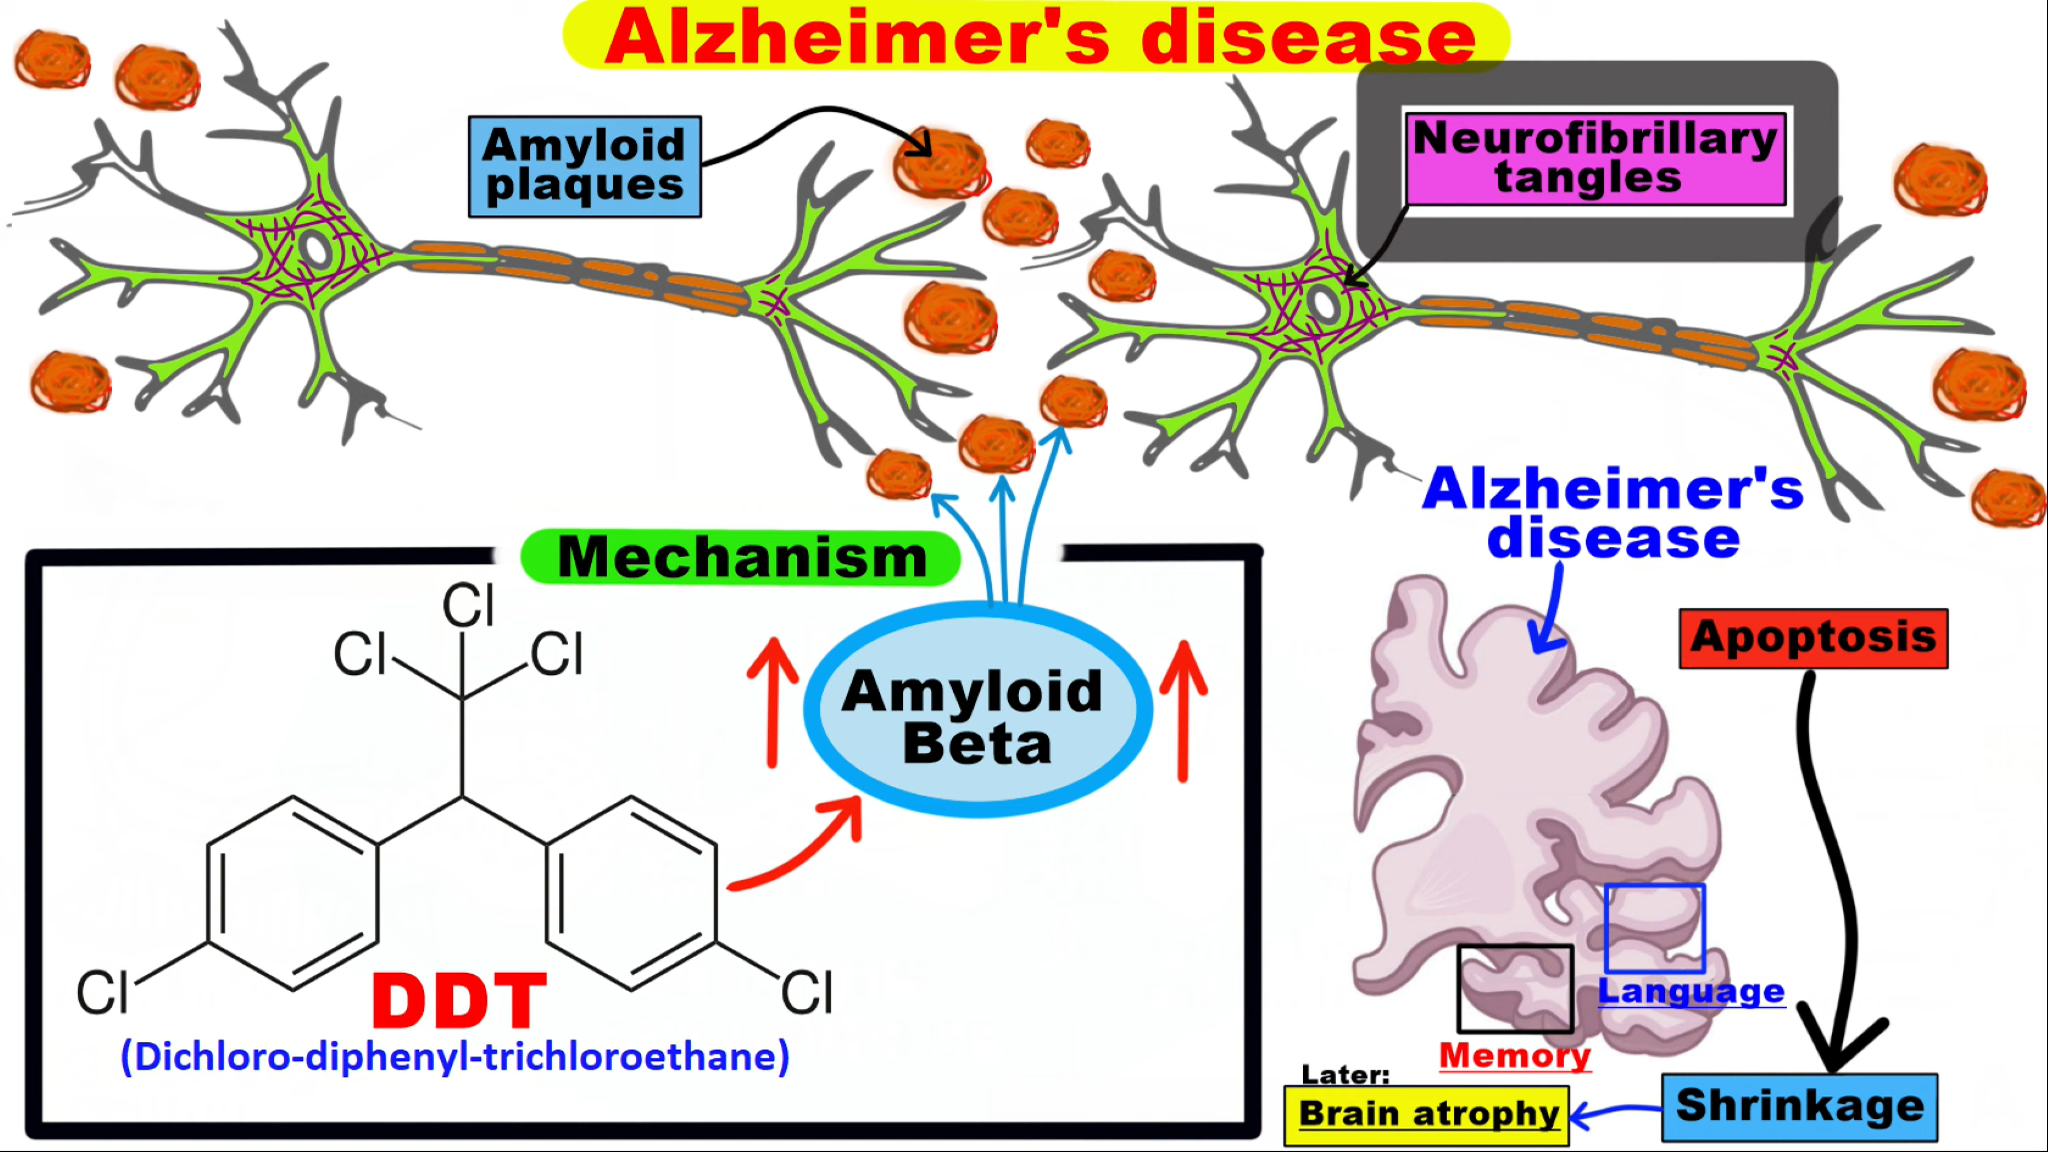 Alzheimer's disease
Amyloid
plaques
Neurofibrillary
tangles
Mechanism
Amyloid
Beta
Cl
Cl
Cl
Cl
Cl
DDT
(Dichloro-diphenyl-trichloroethane)
Alzheimer's
disease
Apoptosis
Language
Memory
Later:
Brain atrophy
Shrinkage